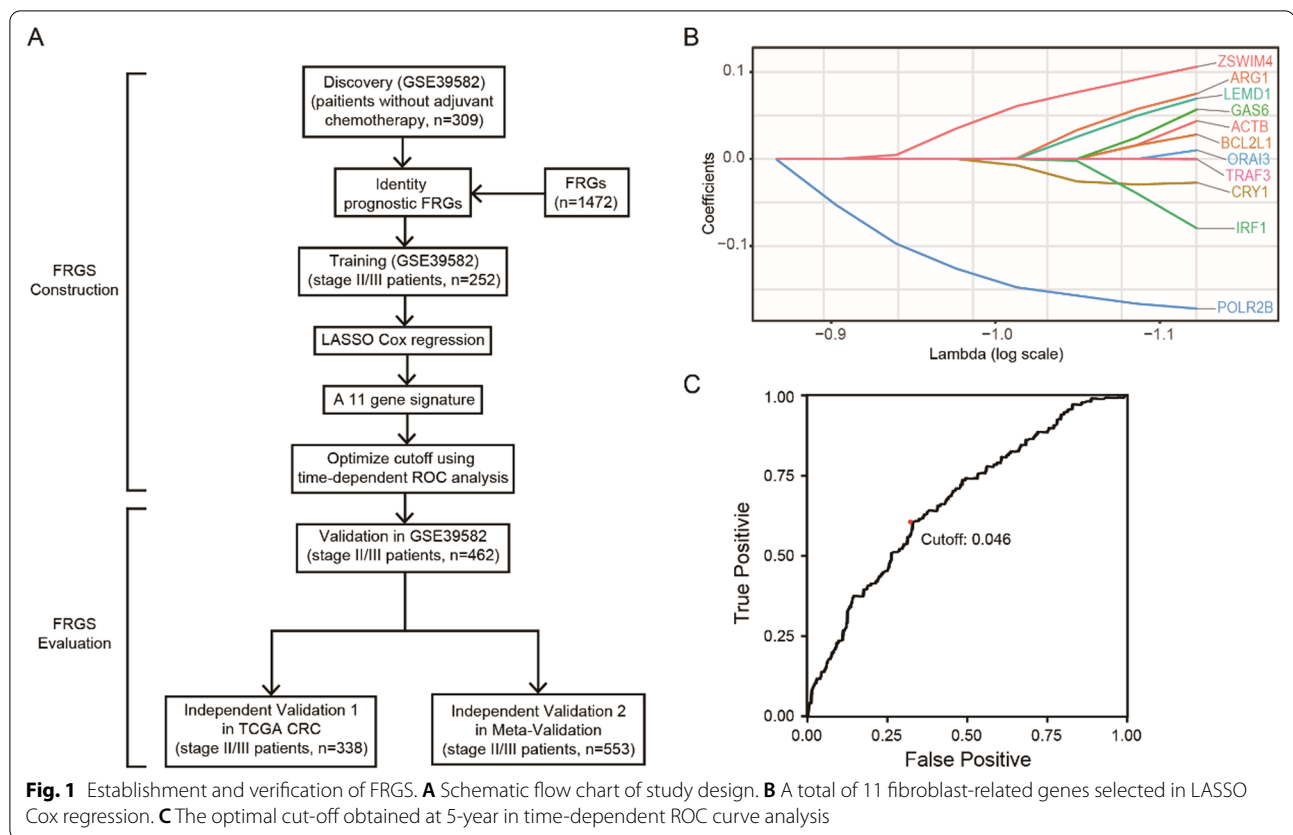 A
FRGS
Construction
FRGS
Evaluation
Discovery (GSE39582)
(paitients without adjuvant
chemotherapy, n=309)
Identity
prognostic FRGs
FRGs
(n=1472)
Training (GSE39582)
(stage II/III patients, n=252)
LASSO Cox regression
A 11 gene signature
Optimize cutoff using
time-dependent ROC analysis
Validation in GSE39582
(stage II/III patients, n=462)
Independent Validation 1
in TCGA CRC
(stage II/III patients, n=338)
Independent Validation 2
in Meta-Validation
(stage II/III patients, n=553)
B
Coefficients
0.1
0.0
−0.1
−0.9
−1.0
−1.1
Lambda (log scale)
ZSWIM4
ARG1
LEMD1
GAS6
ACTB
BCL2L1
ORAI3
TRAF3
CRY1
IRF1
POLR2B
C
True Positivie
1.00
0.75
0.50
0.25
0.00
Cutoff: 0.046
0.00
0.25
0.50
0.75
1.00
False Positive
Fig. 1 Establishment and verification of FRGS. A Schematic flow chart of study design. B A total of 11 fibroblast-related genes selected in LASSO
Cox regression. C The optimal cut-off obtained at 5-year in time-dependent ROC curve analysis